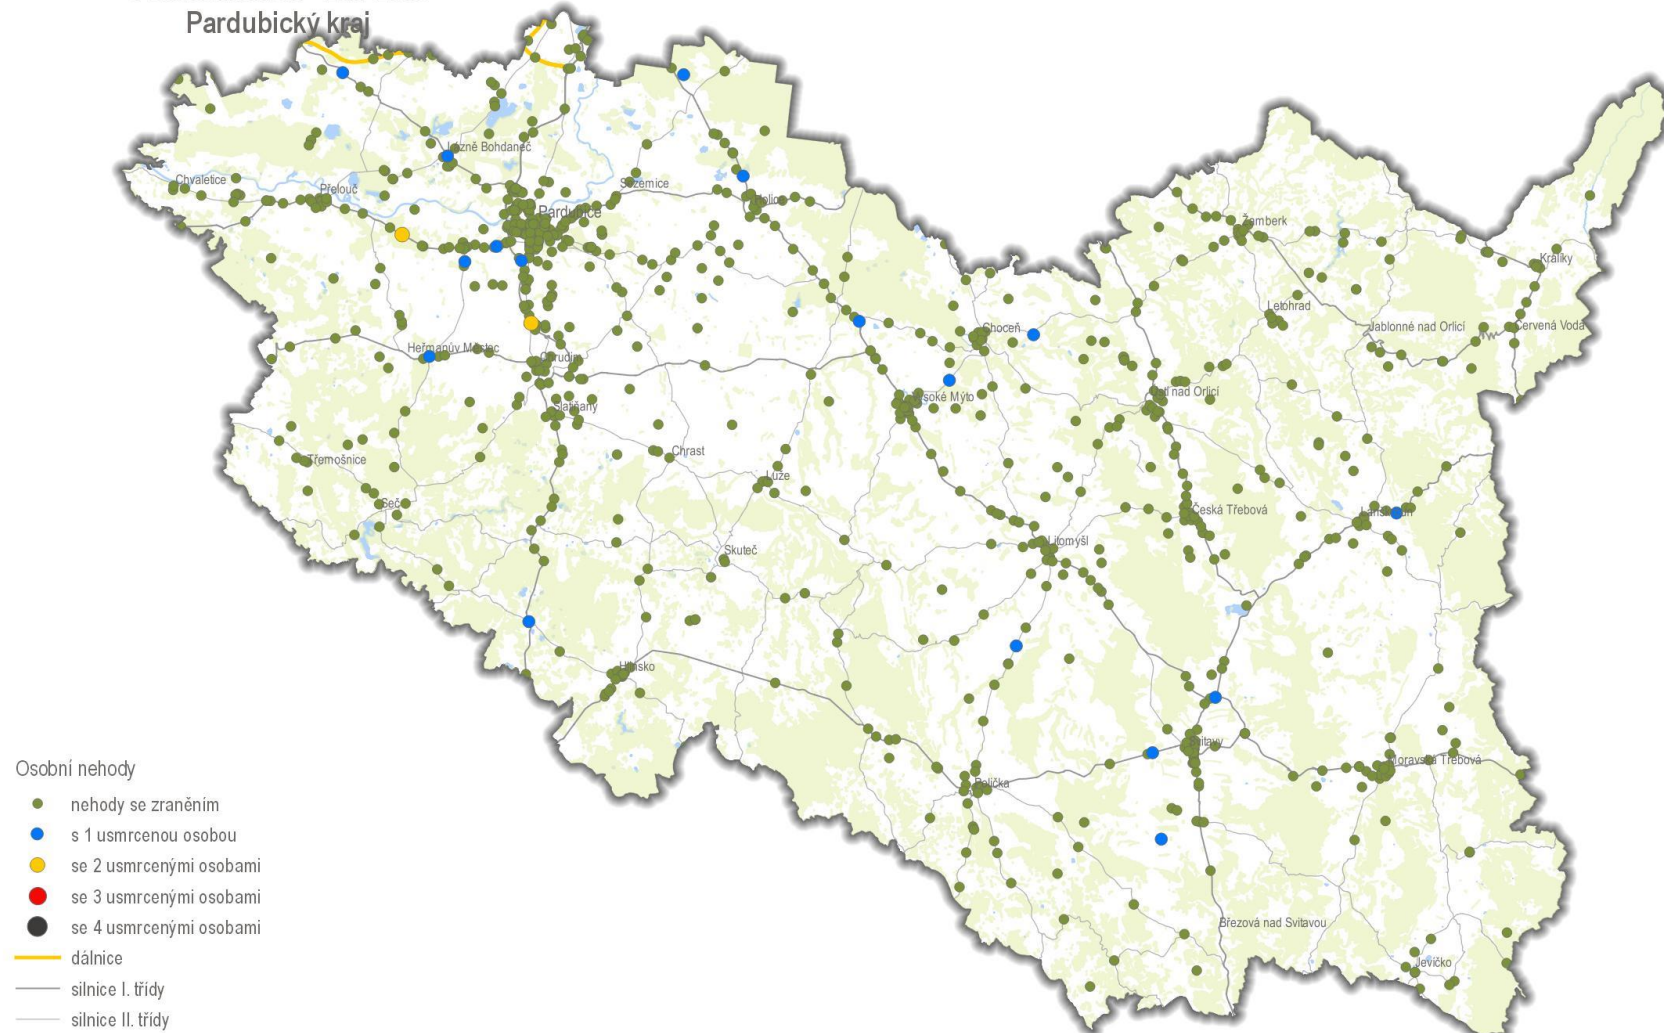 Pardubický kraj
Lázně Bohdaneč
Chvaletice
Přelouč
Sezemice
Pardubice
Holice
Žamberk
Králíky
Letohrad
Choceň
Jablonné nad Orlicí
Červená Voda
Heřmanův Městec
Chrudim
Ústí nad Orlicí
Vysoké Mýto
Slatiňany
Chrast
Třemošnice
Luže
Seč
Česká Třebová
Lanškroun
Litomyšl
Skuteč
Hlinsko
Svitavy
Moravská Třebová
Polička
Březová nad Svitavou
Jevíčko
Osobní nehody
nehody se zraněním
s 1 usmrcenou osobou
se 2 usmrcenými osobami
se 3 usmrcenými osobami
se 4 usmrcenými osobami
dálnice
silnice I. třídy
silnice II. třídy